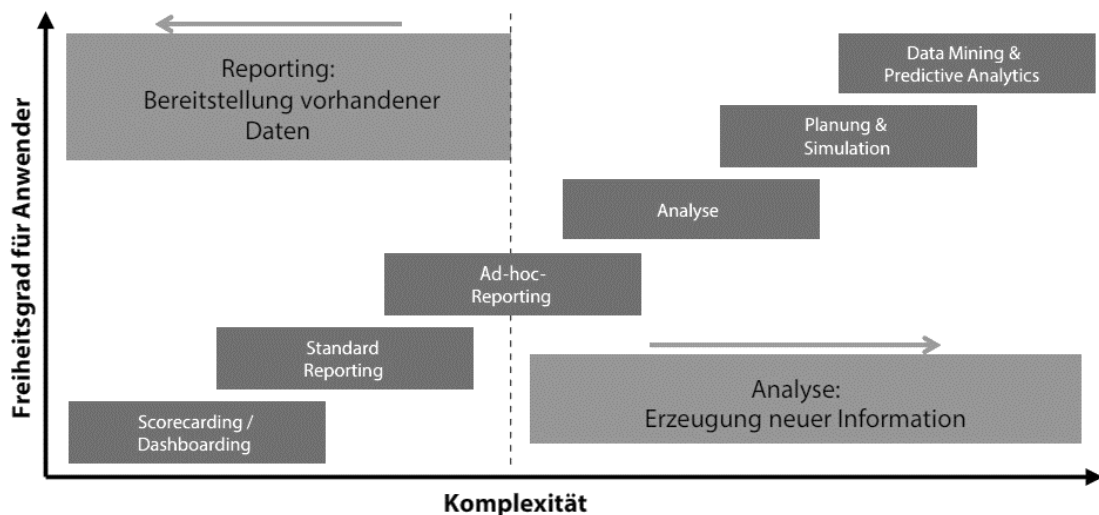 Reporting:
Bereitstellung vorhandener
Daten
Data Mining &
Predictive Analytics
Planung &
Simulation
Analyse
Ad-hoc-
Reporting
Standard
Reporting
Scorecarding /
Dashboarding
Analyse:
Erzeugung neuer Information
Freiheitsgrad für Anwender
Komplexität